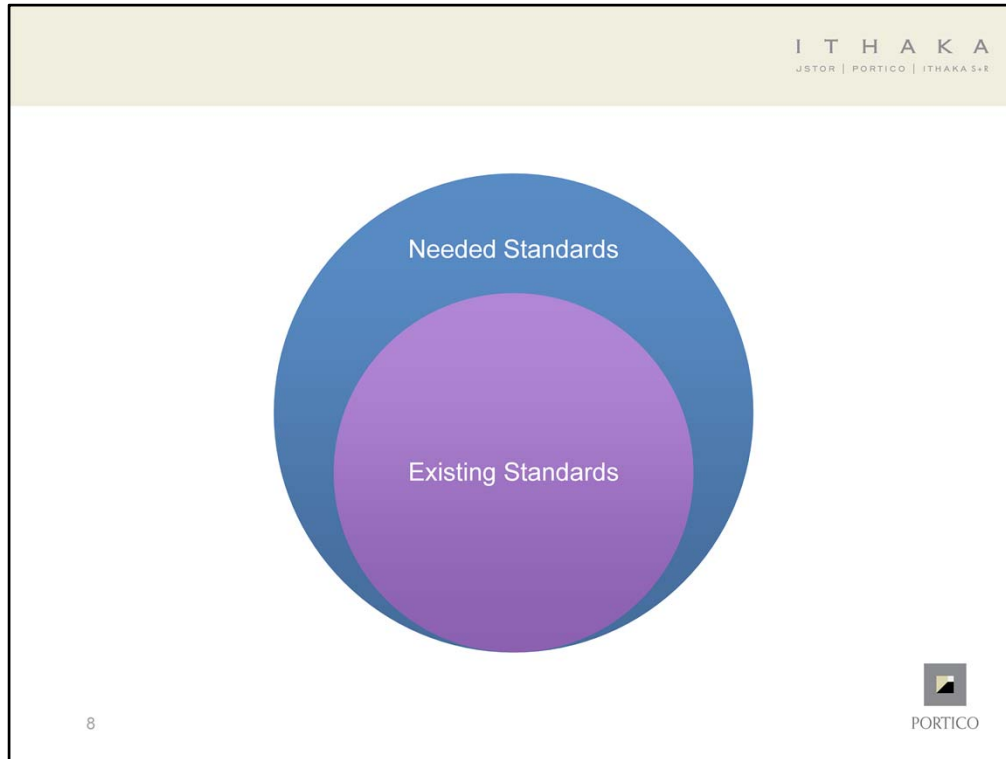 I T H A K A
JSTOR | PORTICO | ITHAKA S+R
Needed Standards
Existing Standards
8
PORTICO